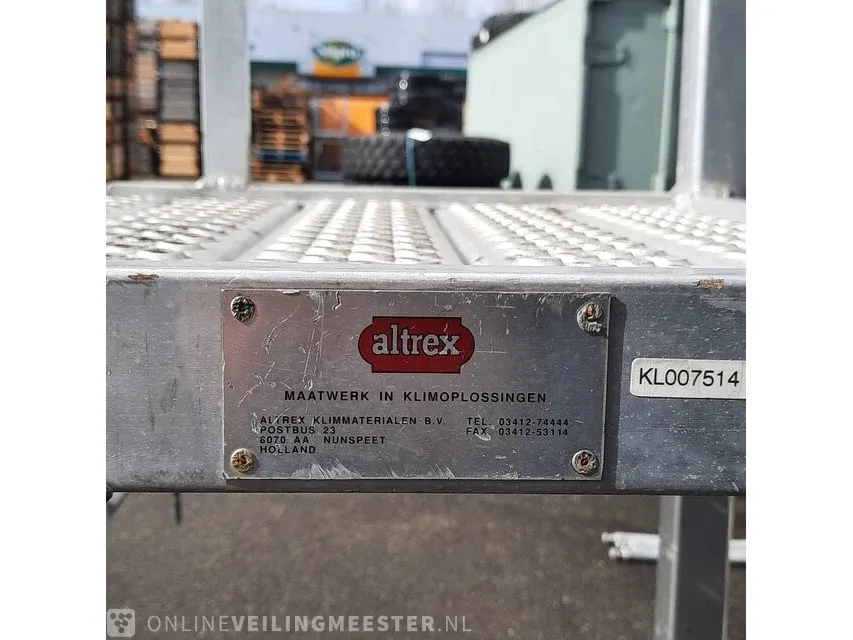 altrex
MAATWERK IN KLIMOPLOSSINGEN
ALTREX KLIMMATERIALEN B.V. TEL. 03412-74444
POSTBUS 23 FAX. 03412-53114
8070 AA NUNSPEET
HOLLAND
KL007514
ONLINEVEILINGMEESTER.NL